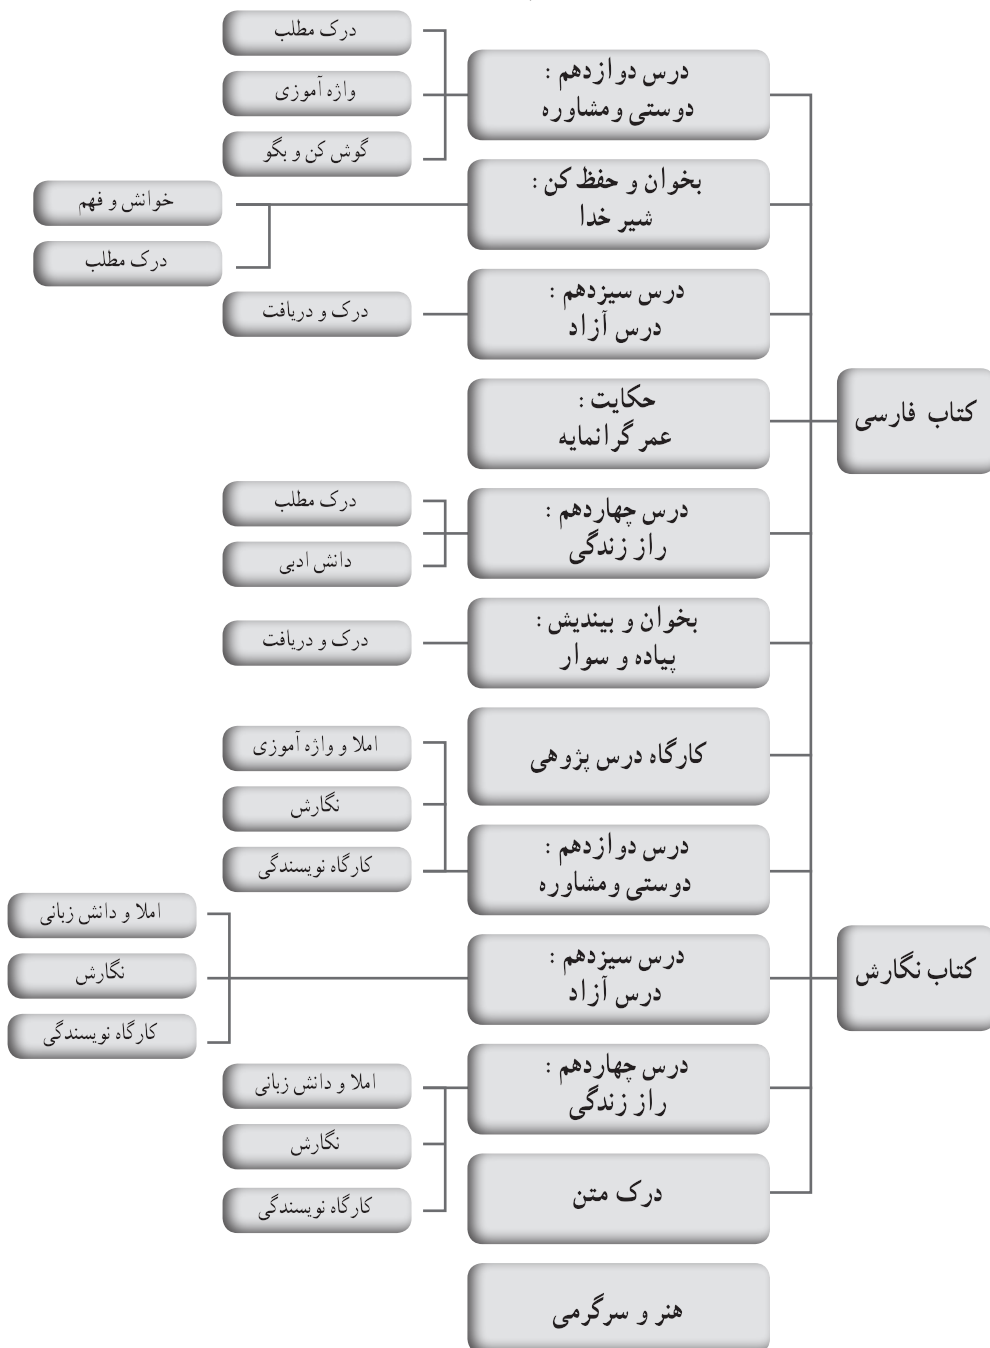 کتاب فارسی
درس دوازدهم :
دوستی ومشاوره
درک مطلب
واژه آموزی
گوش کن و بگو
بخوان و حفظ کن :
شیر خدا
خوانش و فهم
درک مطلب
درس سیزدهم :
درس آزاد
درک و دریافت
حکایت :
عمر گرانمایه
درس چهاردهم :
راز زندگی
درک مطلب
دانش ادبی
بخوان و بیندیش :
پیاده و سوار
درک و دریافت
کارگاه درس پژوهی
کتاب نگارش
درس دوازدهم :
دوستی ومشاوره
املا و واژه آموزی
نگارش
کارگاه نویسندگی
درس سیزدهم :
درس آزاد
املا و دانش زبانی
نگارش
کارگاه نویسندگی
درس چهاردهم :
راز زندگی
املا و دانش زبانی
نگارش
کارگاه نویسندگی
درک متن
هنر و سرگرمی